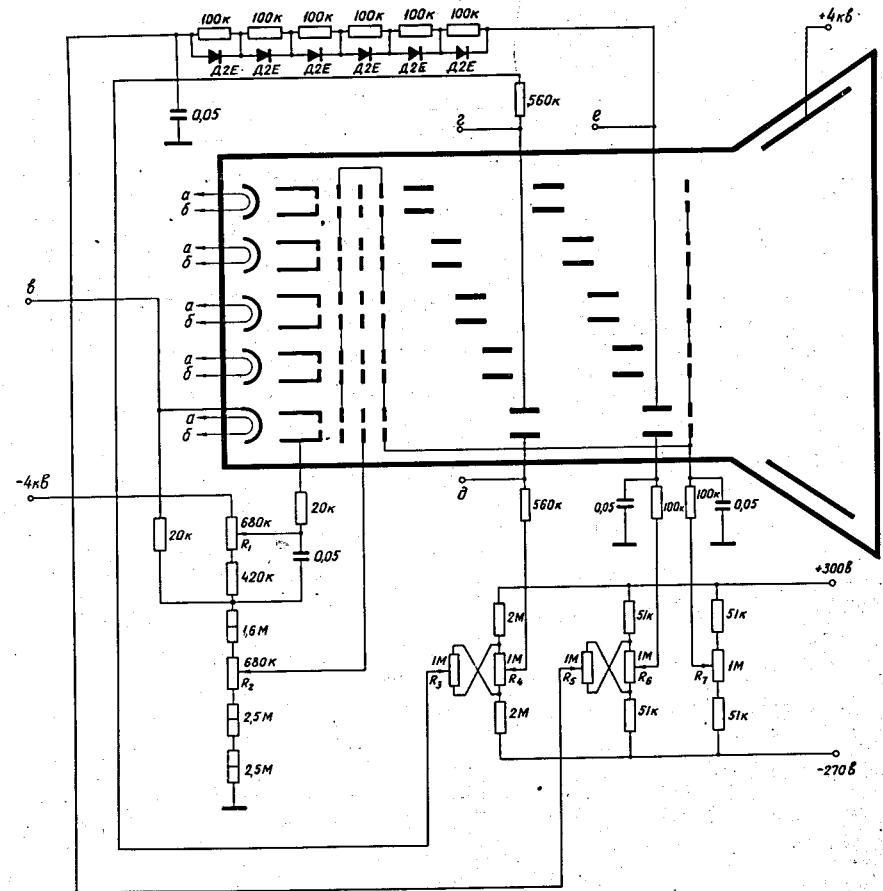 100к 100к 100к 100к 100к 100к
+4кв
Д2Е Д2Е Д2Е Д2Е Д2Е Д2Е
0,05
560к
г
е
а
б
а
б
в
а
б
а
б
а
б
-4кв
д
20к
680к
R1
20к
0,05
420к
560к
0,05
100к
100к
0,05
+300в
1,6М
2М
51к
51к
680к
R2
1М
R3
1М
R4
1М
R5
1М
R6
R7
1М
2,5М
2М
51к
51к
2,5М
-270в